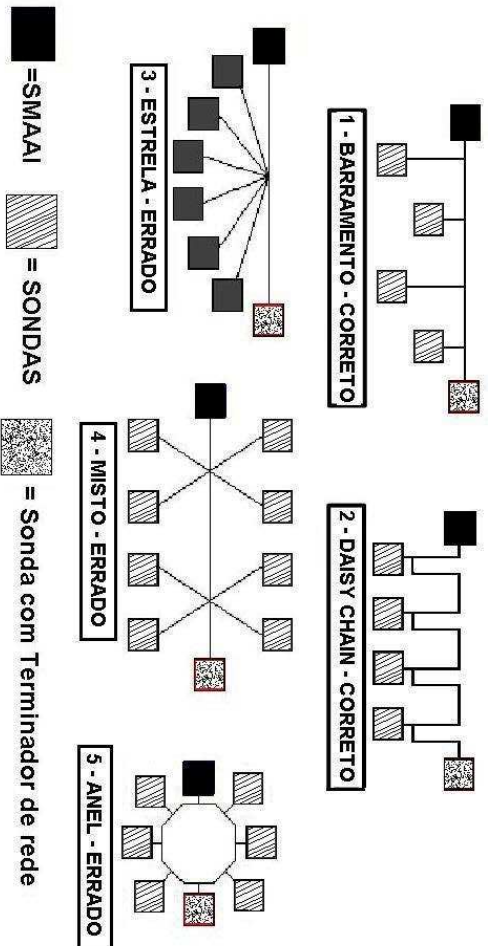 1 - BARRAMENTO - CORRETO
2 - DAISY CHAIN - CORRETO
3 - ESTRELA - ERRADO
4 - MISTO - ERRADO
5 - ANEL - ERRADO
=SMAAI
= SONDAS
= Sonda com Terminador de rede